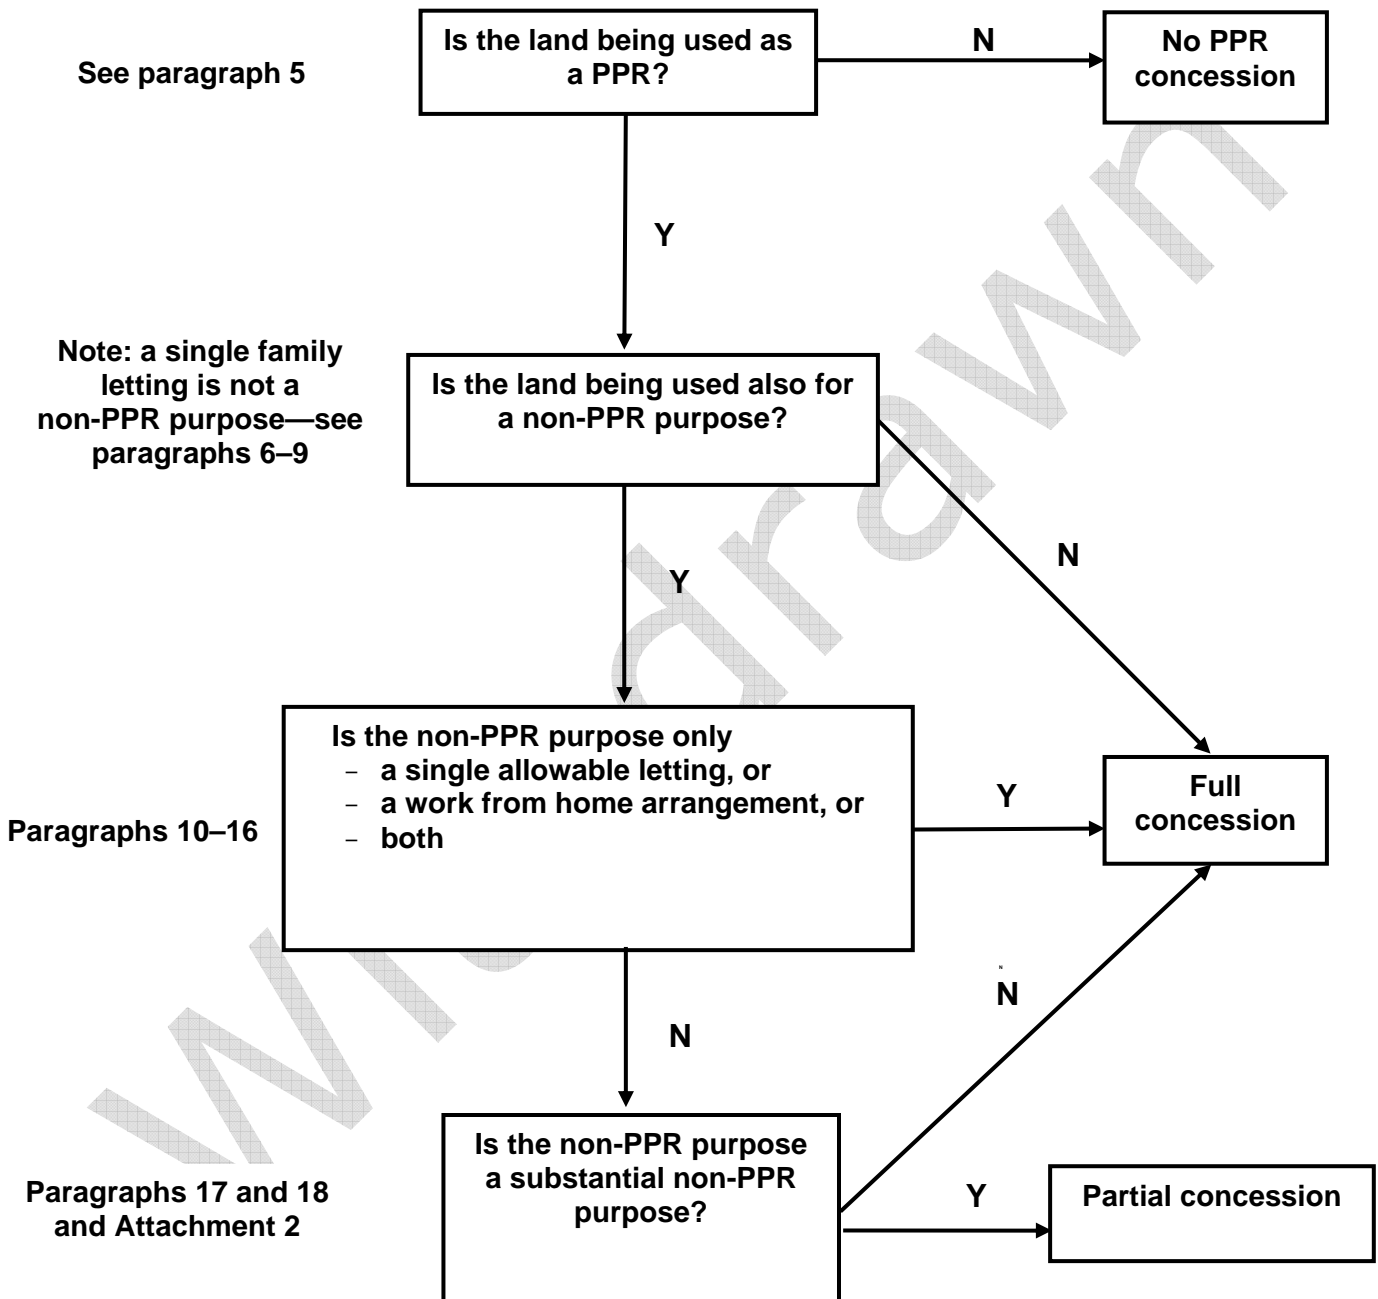 See paragraph 5
Is the land being used as
a PPR?
N
No PPR
concession
Y
Note: a single family
letting is not a
non-PPR purpose—see
paragraphs 6–9
Is the land being used also for
a non-PPR purpose?
N
Y
Paragraphs 10–16
Is the non-PPR purpose only
– a single allowable letting, or
– a work from home arrangement, or
– both
Y
Full
concession
N
N
N
Paragraphs 17 and 18
and Attachment 2
Is the non-PPR purpose
a substantial non-PPR
purpose?
Y
Partial concession
withdrawn